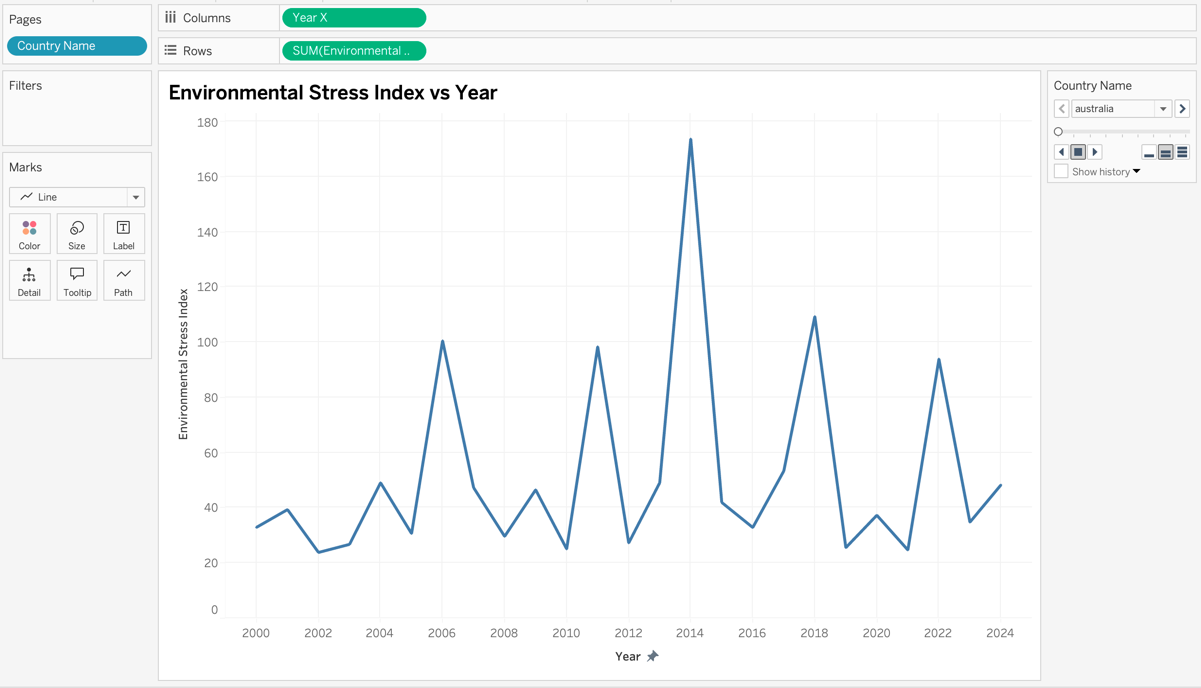 Pages
Country Name
Columns
Year X
Rows
SUM(Environmental ..
Filters
Marks
Line
Color
Size
Label
Detail
Tooltip
Path
Environmental Stress Index vs Year
Environmental Stress Index
180
160
140
120
100
80
60
40
20
0
2000 2002 2004 2006 2008 2010 2012 2014 2016 2018 2020 2022 2024
Year
Country Name
australia
Show history